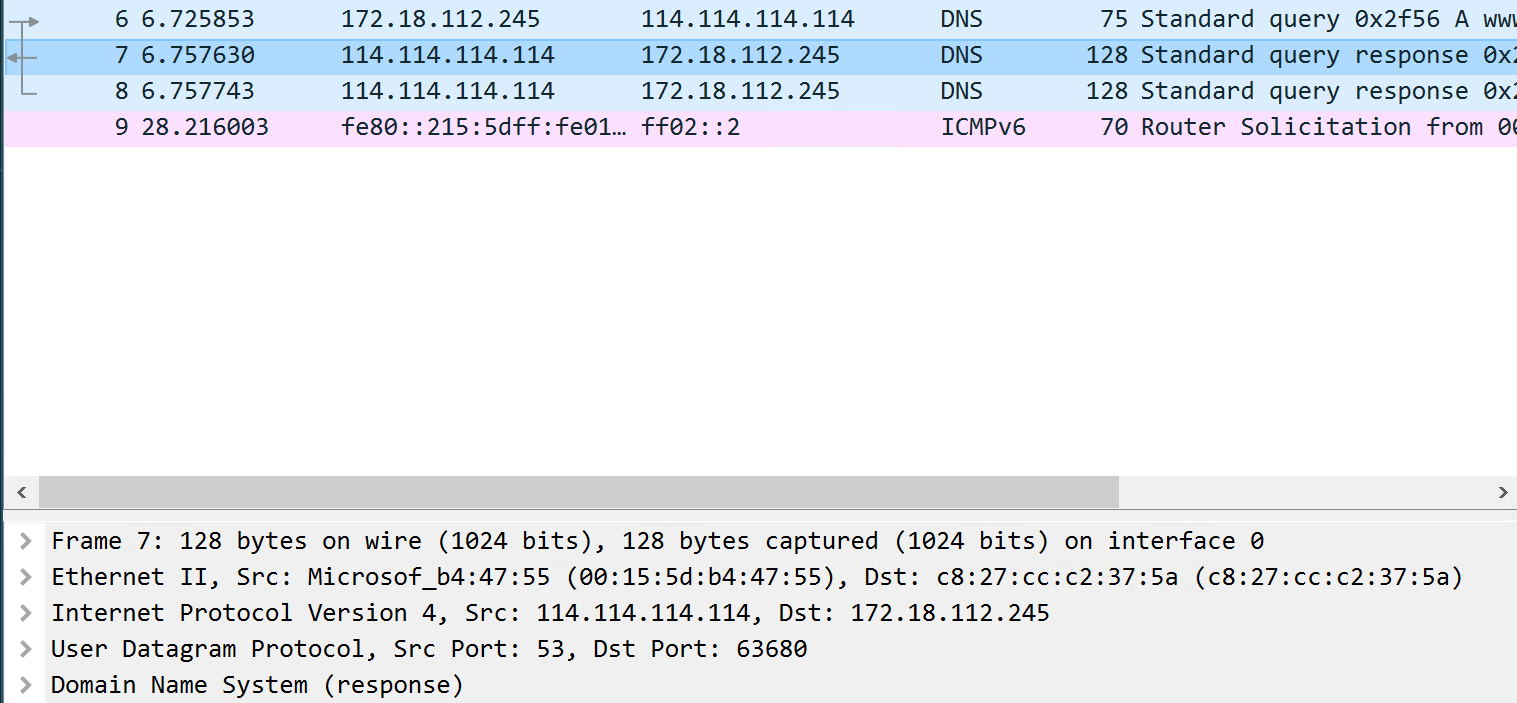 6 6.725853 172.18.112.245 114.114.114.114 DNS 75 Standard query 0x2f56 A www
7 6.757630 114.114.114.114 172.18.112.245 DNS 128 Standard query response 0x2
8 6.757743 114.114.114.114 172.18.112.245 DNS 128 Standard query response 0x2
9 28.216003 fe80::215:5dff:fe01… ff02::2 ICMPv6 70 Router Solicitation from 00
Frame 7: 128 bytes on wire (1024 bits), 128 bytes captured (1024 bits) on interface 0
Ethernet II, Src: Microsof_b4:47:55 (00:15:5d:b4:47:55), Dst: c8:27:cc:c2:37:5a (c8:27:cc:c2:37:5a)
Internet Protocol Version 4, Src: 114.114.114.114, Dst: 172.18.112.245
User Datagram Protocol, Src Port: 53, Dst Port: 63680
Domain Name System (response)